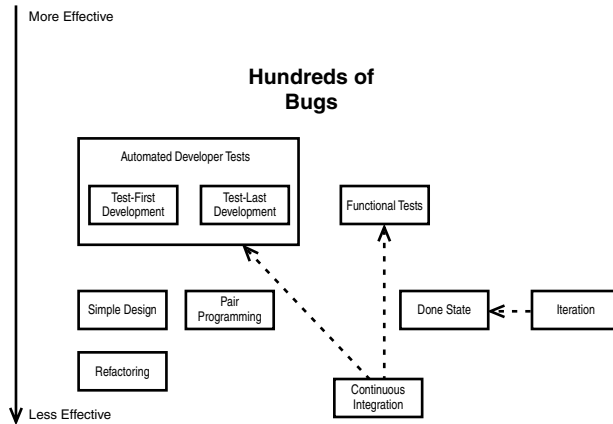 More Effective
Hundreds of
Bugs
Automated Developer Tests
Test-First
Development
Test-Last
Development
Functional Tests
Simple Design
Pair
Programming
Done State
Iteration
Refactoring
Continuous
Integration
Less Effective